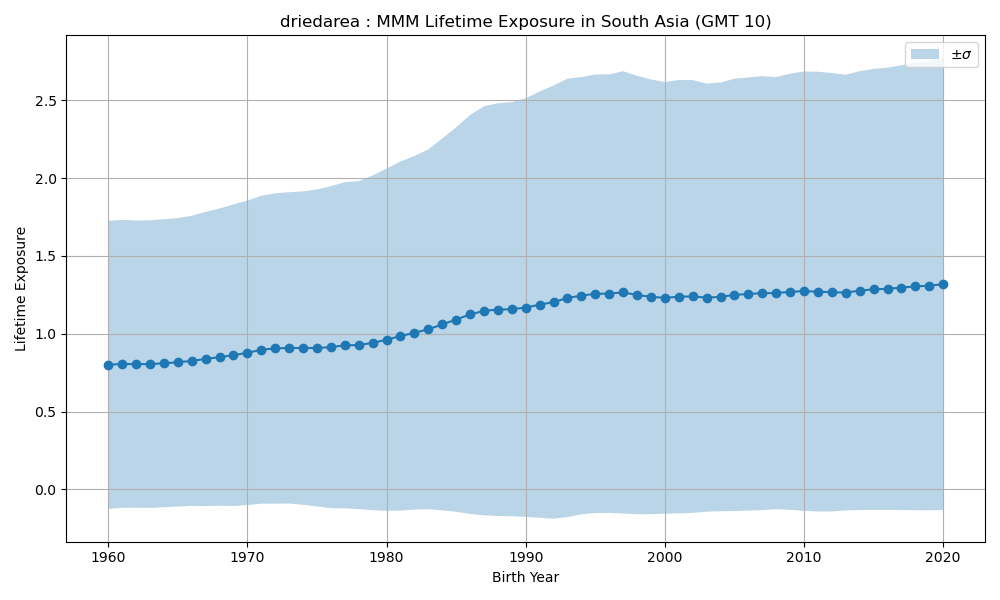 driedarea : MMM Lifetime Exposure in South Asia (GMT 10)
±σ
Lifetime Exposure
2.5
2.0
1.5
1.0
0.5
0.0
1960 1970 1980 1990 2000 2010 2020
Birth Year